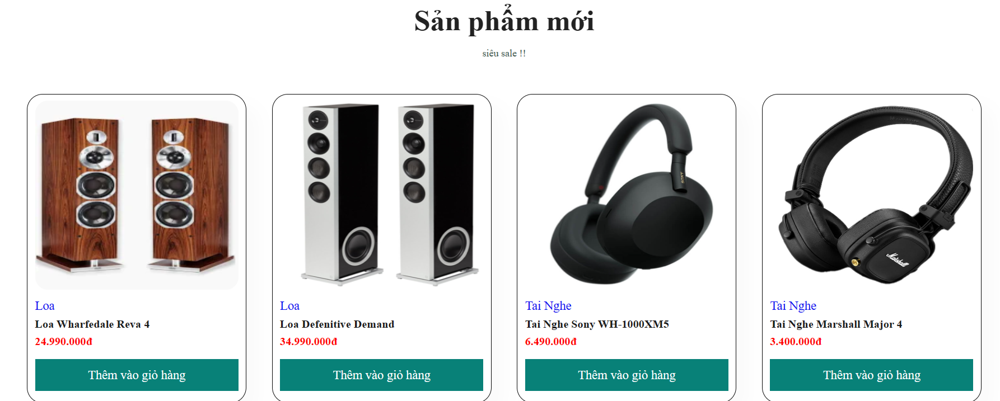 Sản phẩm mới
siêu sale !!
SONY
Marshall
Loa
Loa Wharfedale Reva 4
24.990.000đ
Thêm vào giỏ hàng
Loa
Loa Defenitive Demand
34.990.000đ
Thêm vào giỏ hàng
Tai Nghe
Tai Nghe Sony WH-1000XM5
6.490.000đ
Thêm vào giỏ hàng
Tai Nghe
Tai Nghe Marshall Major 4
3.400.000đ
Thêm vào giỏ hàng